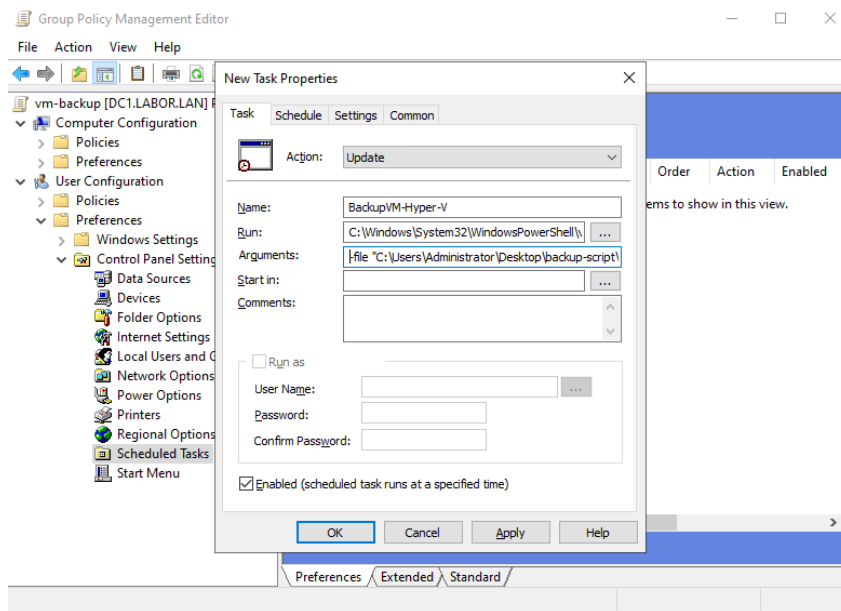 Group Policy Management Editor
File Action View Help
vm-backup [DC1.LABOR.LAN]
Computer Configuration
Policies
Preferences
User Configuration
Policies
Preferences
Windows Settings
Control Panel Setting
Data Sources
Devices
Folder Options
Internet Settings
Local Users and
Network Options
Power Options
Printers
Regional Options
Scheduled Tasks
Start Menu
New Task Properties
Task Schedule Settings Common
Action: Update
Name: BackupVM-Hyper-V
Run: C:\Windows\System32\WindowsPowerShell\ ...
Arguments: -file "C:\Users\Administrator\Desktop\backup-script\
Start in: ...
Comments:
Run as
User Name: ...
Password:
Confirm Password:
Enabled (scheduled task runs at a specified time)
OK Cancel Apply Help
Order Action Enabled
ems to show in this view.
Preferences Extended Standard